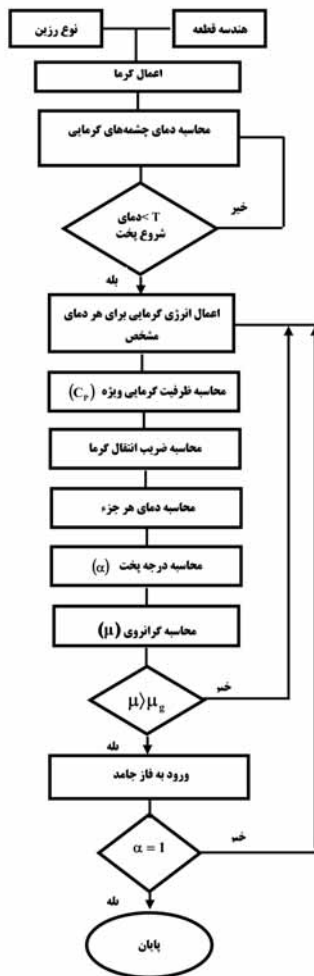 نوع رزین
هندسه قطعه
اعمال گرما
محاسبه دمای چشمه‌های گرمایی
T <دمای
شروع پخت
خیر
بله
اعمال انرژی گرمایی برای هر دمای
مشخص
محاسبه ظرفیت گرمایی ویژه (C_P)
محاسبه ضریب انتقال گرما
محاسبه دمای هر جزء
محاسبه درجه پخت (α)
محاسبه گرانروی (μ)
μ⟩μ_g
خیر
بله
ورود به فاز جامد
α = 1
خیر
بله
پایان